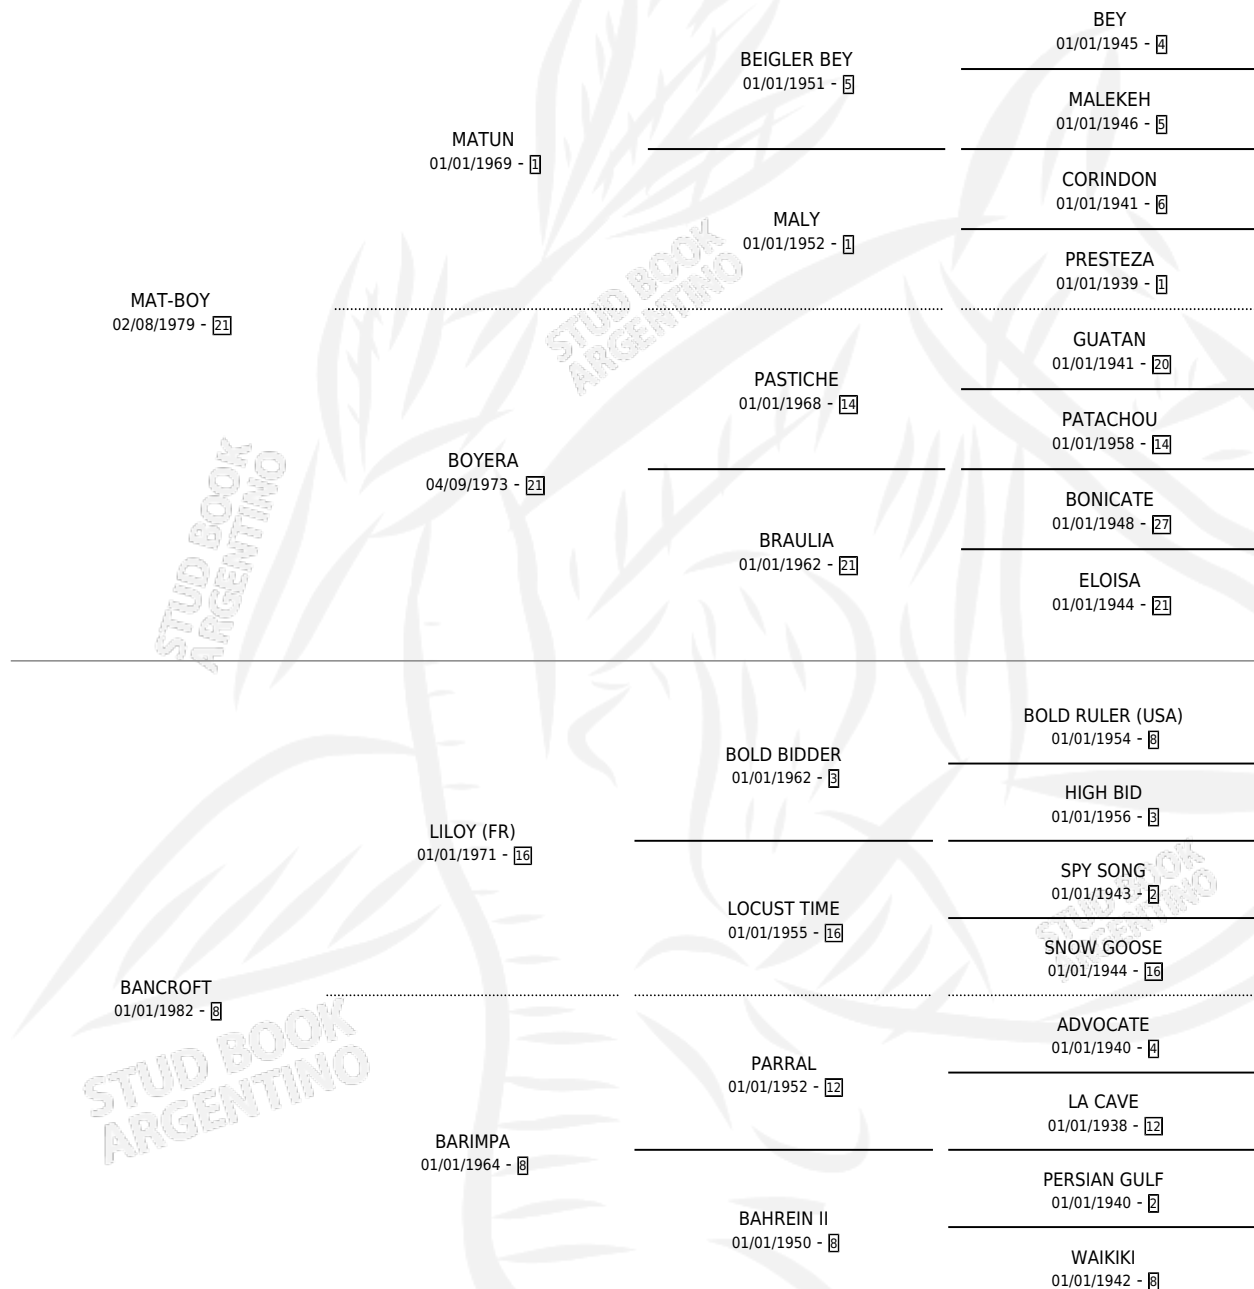 BEY
01/01/1945 - 4
BEIGLER BEY
01/01/1951 - 5
MALEKEH
01/01/1946 - 5
MATUN
01/01/1969 - 1
CORINDON
01/01/1941 - 6
MALY
01/01/1952 - 1
PRESTEZA
01/01/1939 - 1
MAT-BOY
02/08/1979 - 21
STUD BOOK
ARGENTINO
GUATAN
01/01/1941 - 20
PASTICHE
01/01/1968 - 14
PATACHOU
01/01/1958 - 14
BOYERA
04/09/1973 - 21
STUD BOOK
ARGENTINO
BONICATE
01/01/1948 - 27
BRAULIA
01/01/1962 - 21
ELOISA
01/01/1944 - 21
BOLD RULER (USA)
01/01/1954 - 8
BOLD BIDDER
01/01/1962 - 3
HIGH BID
01/01/1956 - 3
LILOY (FR)
01/01/1971 - 16
SPY SONG
01/01/1943 - 2
STUD BOOK
ARGENTINO
LOCUST TIME
01/01/1955 - 16
SNOW GOOSE
01/01/1944 - 16
BANCROFT
01/01/1982 - 8
STUD BOOK
ARGENTINO
ADVOCATE
01/01/1940 - 4
PARRAL
01/01/1952 - 12
LA CAVE
01/01/1938 - 12
BARIMPA
01/01/1964 - 8
PERSIAN GULF
01/01/1940 - 2
BAHREIN II
01/01/1950 - 8
WAIKIKI
01/01/1942 - 8